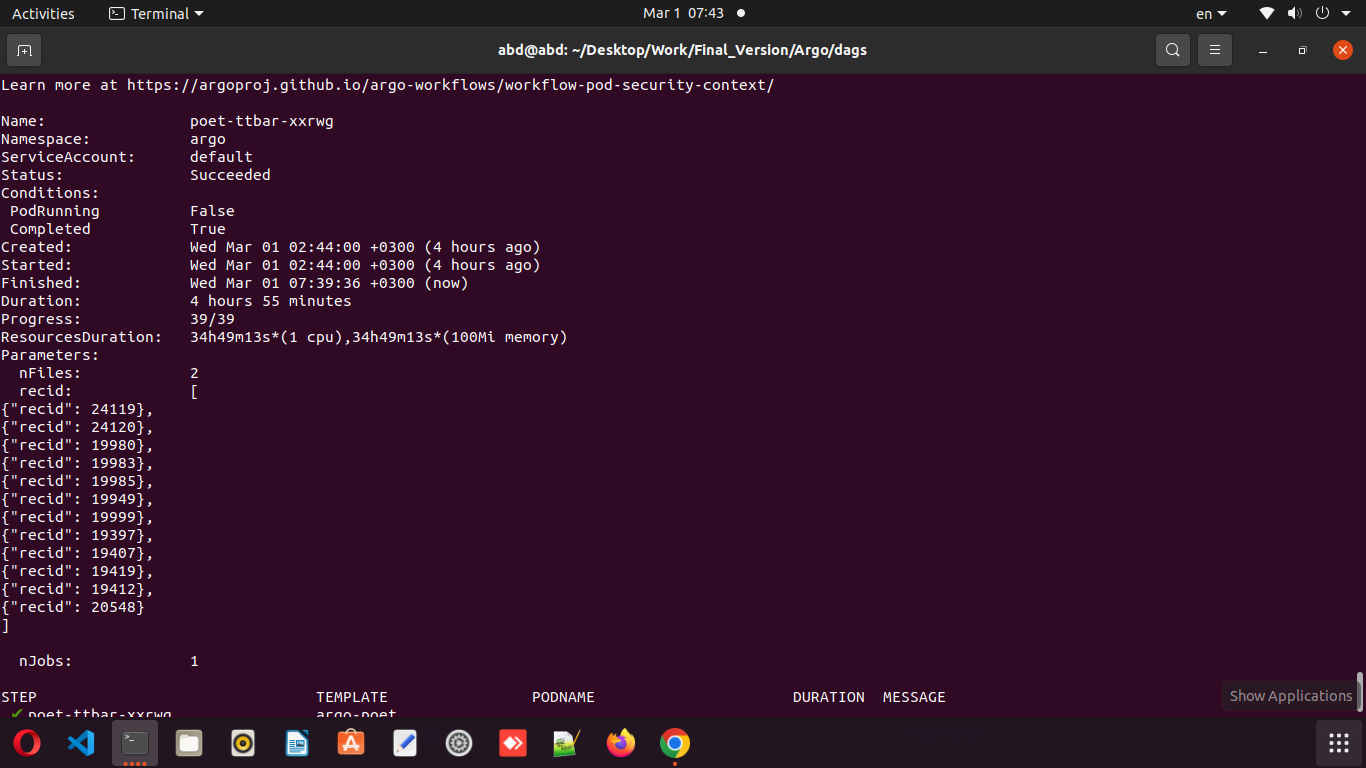 Activities Terminal Mar 1 07:43 en
abd@abd: ~/Desktop/Work/Final_Version/Argo/dags
Learn more at https://argoproj.github.io/argo-workflows/workflow-pod-security-context/
Name: poet-ttbar-xxrwg
Namespace: argo
ServiceAccount: default
Status: Succeeded
Conditions:
PodRunning False
Completed True
Created: Wed Mar 01 02:44:00 +0300 (4 hours ago)
Started: Wed Mar 01 02:44:00 +0300 (4 hours ago)
Finished: Wed Mar 01 07:39:36 +0300 (now)
Duration: 4 hours 55 minutes
Progress: 39/39
ResourcesDuration: 34h49m13s*(1 cpu),34h49m13s*(100Mi memory)
Parameters:
nFiles: 2
recid: [
{"recid": 24119},
{"recid": 24120},
{"recid": 19980},
{"recid": 19983},
{"recid": 19985},
{"recid": 19949},
{"recid": 19999},
{"recid": 19397},
{"recid": 19407},
{"recid": 19419},
{"recid": 19412},
{"recid": 20548}
]
nJobs: 1
STEP TEMPLATE PODNAME DURATION MESSAGE
Show Applications
✔ poet-ttbar-xxrwg argo-poet